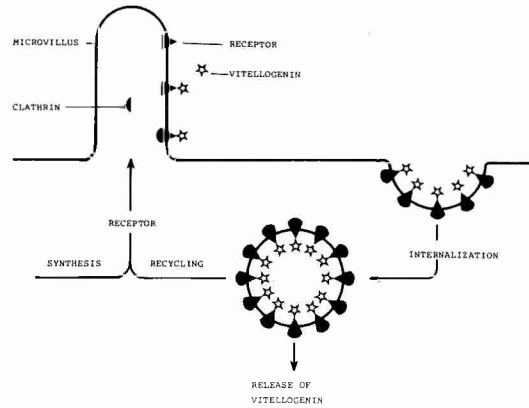 MICROVILLUS
RECEPTOR
VITELLOGENIN
CLATHRIN
RECEPTOR
INTERNALIZATION
SYNTHESIS
RECYCLING
RELEASE OF
VITELLOGENIN